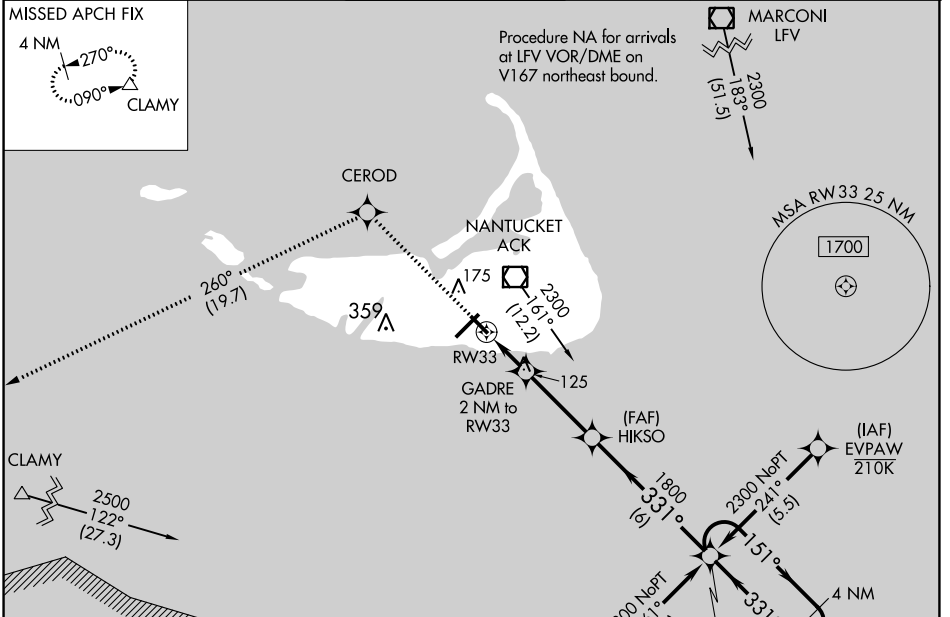 MISSED APCH FIX
4 NM
270°
090°
CLAMY
Procedure NA for arrivals
at LFV VOR/DME on
V167 northeast bound.
MARCONI
LFV
2300
183°
(51.5)
CEROD
NANTUCKET
ACK
MSA RW33 25 NM
1700
260°
(19.7)
175
359
2300
161°
(12.2)
RW33
GADRE
2 NM to
RW33
125
(FAF)
HIKSO
(IAF)
EVPAW
210K
CLAMY
2500
122°
(27.3)
1800
331°
(6)
2300 NoPT
241°
(5.5)
151°
4 NM
00 NoPT
1°
331°